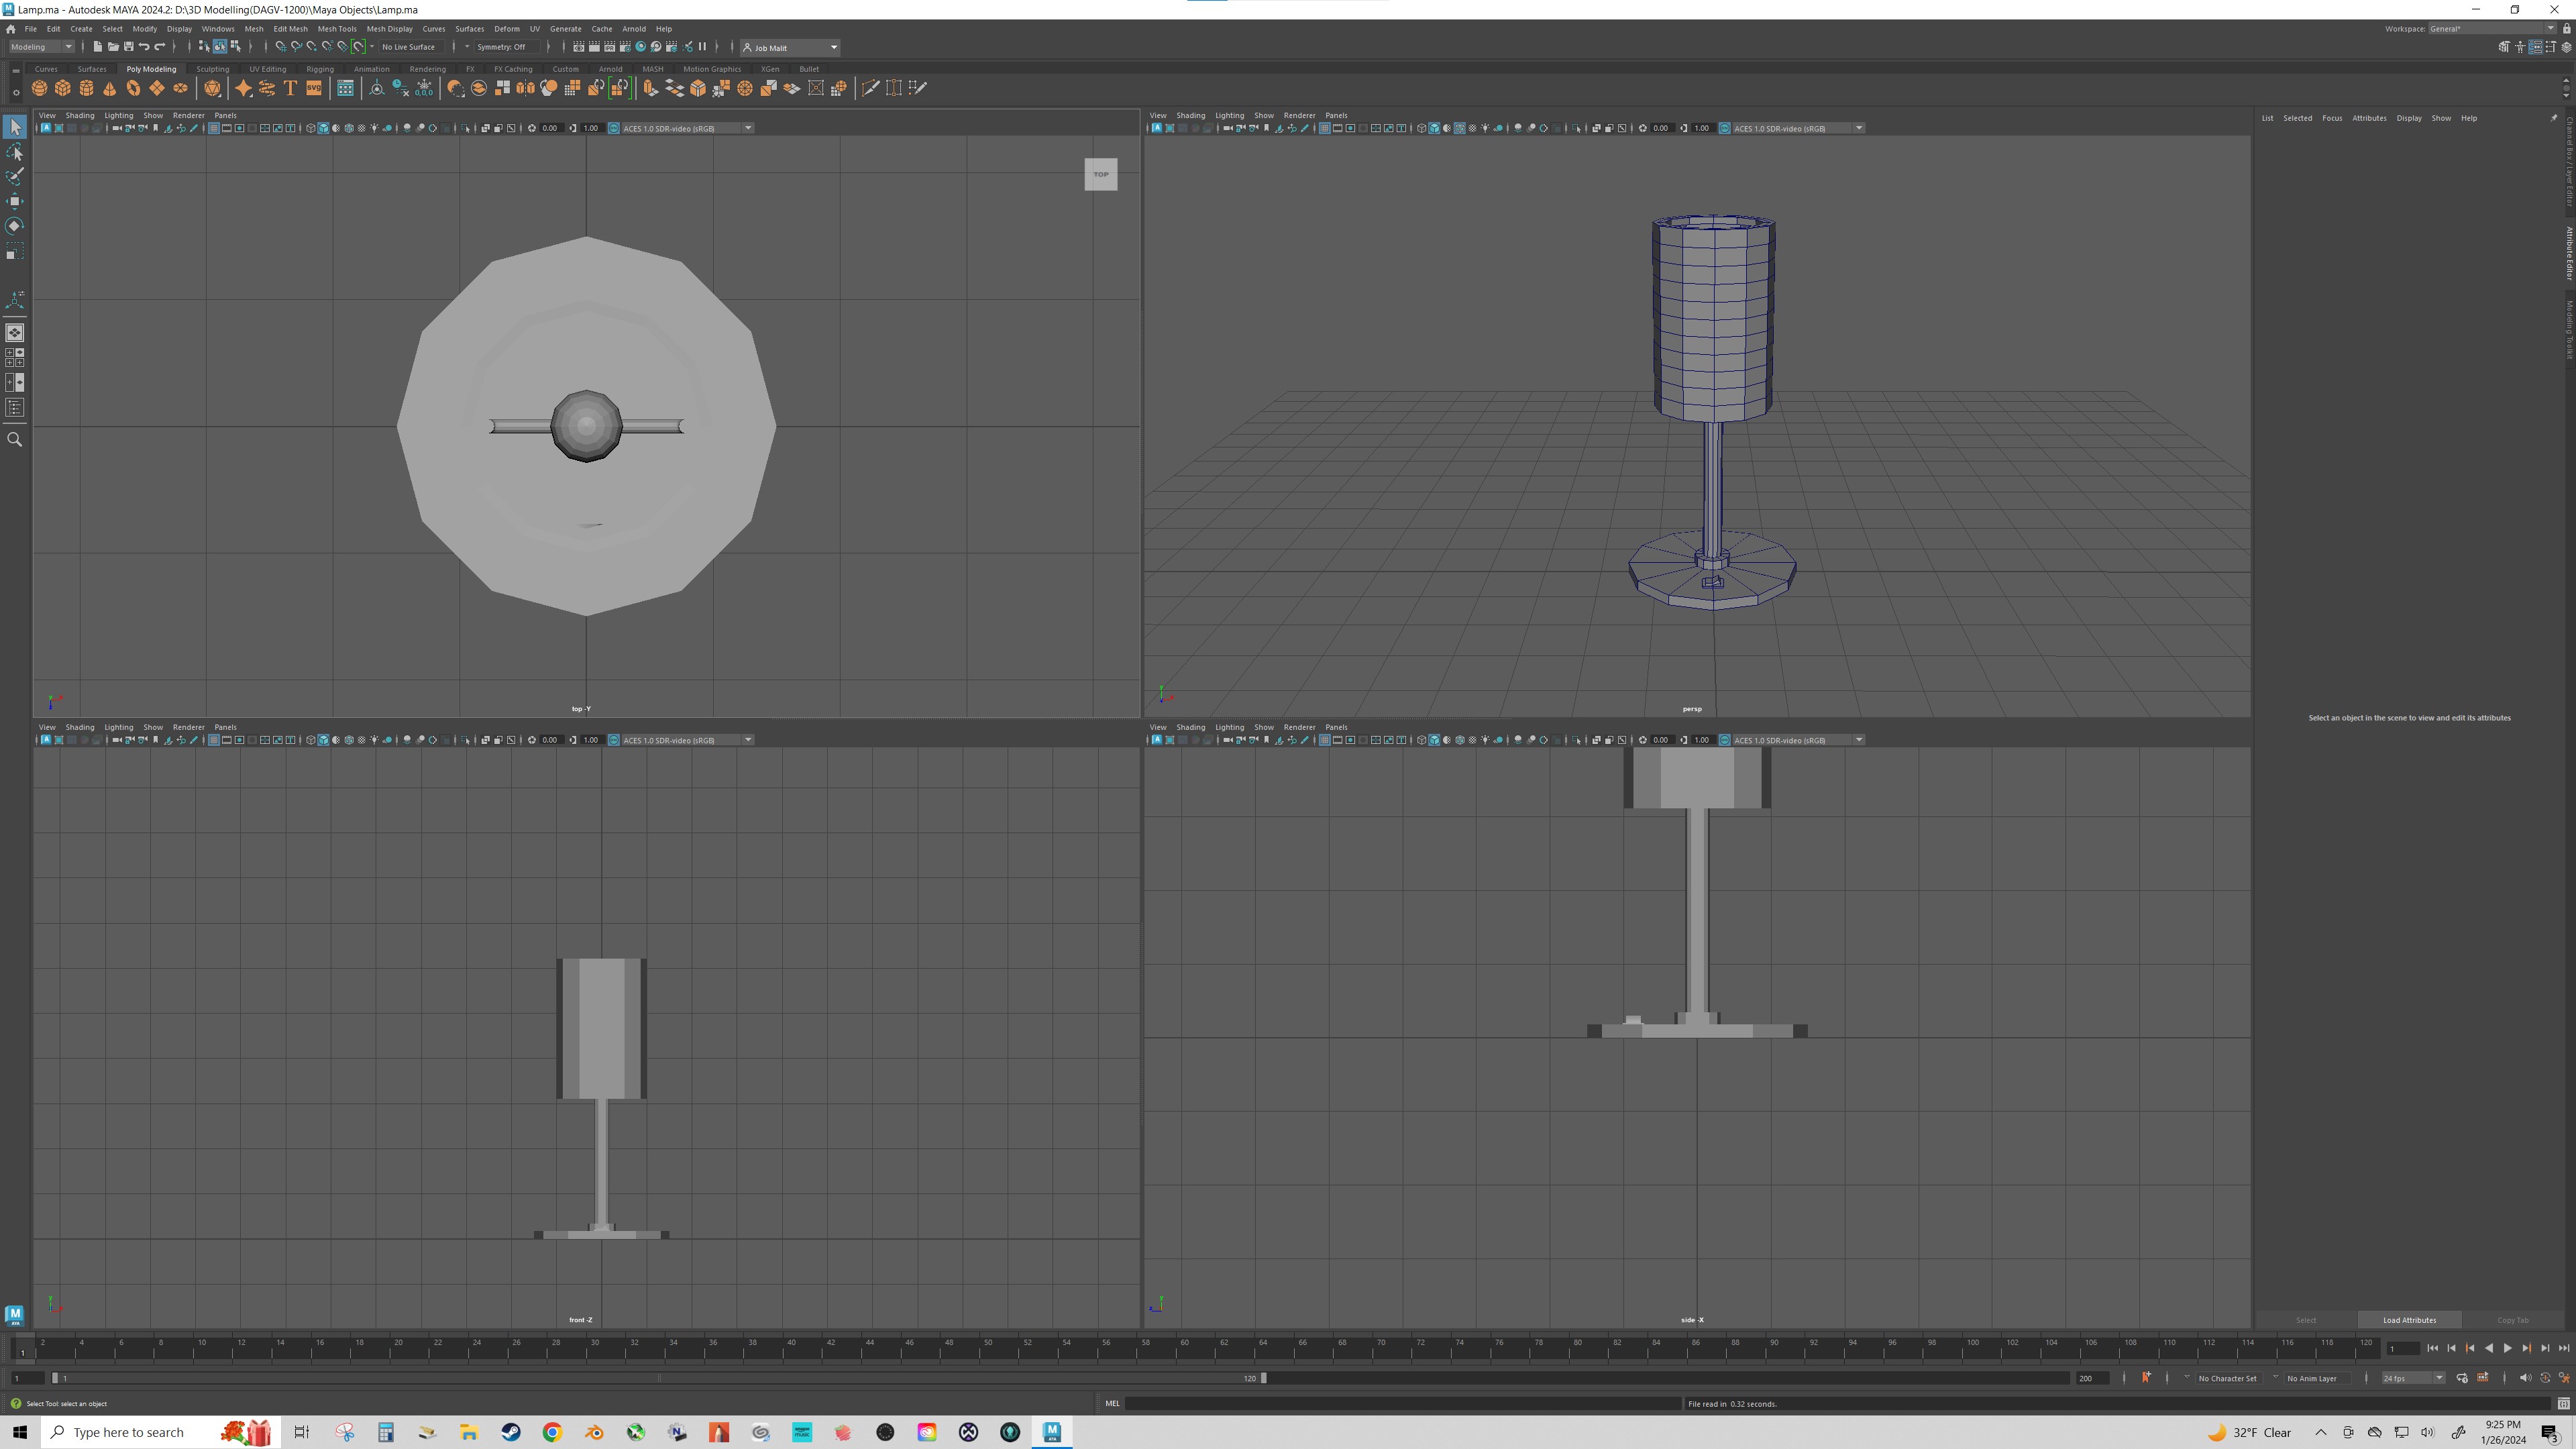 Lamp.ma - Autodesk MAYA 2024.2: D:\3D Modelling(DAGV-1200)\Maya Objects\Lamp.ma
File Edit Create Select Modify Display Windows Mesh Edit Mesh Mesh Tools Mesh Display Curves Surfaces Deform UV Generate Cache Arnold Help
Workspace: General*
Modeling
No Live Surface
Symmetry: Off
Job Malit
Curves Surfaces Poly Modeling Sculpting UV Editing Rigging Animation Rendering FX FX Caching Custom Arnold MASH Motion Graphics XGen Bullet
View Shading Lighting Show Renderer Panels
0.00 1.00 ACES 1.0 SDR-video (sRGB)
TOP
top -Y
View Shading Lighting Show Renderer Panels
0.00 1.00 ACES 1.0 SDR-video (sRGB)
persp
List Selected Focus Attributes Display Show Help
Channel Box / Layer Editor
Attribute Editor
Modeling Toolkit
Select an object in the scene to view and edit its attributes
View Shading Lighting Show Renderer Panels
0.00 1.00 ACES 1.0 SDR-video (sRGB)
front -Z
View Shading Lighting Show Renderer Panels
0.00 1.00 ACES 1.0 SDR-video (sRGB)
side -X
Select Load Attributes Copy Tab
2 4 6 8 10 12 14 16 18 20 22 24 26 28 30 32 34 36 38 40 42 44 46 48 50 52 54 56 58 60 62 64 66 68 70 72 74 76 78 80 82 84 86 88 90 92 94 96 98 100 102 104 106 108 110 112 114 116 118 120
1 1
1 1 120 200 No Character Set No Anim Layer 24 fps
Select Tool: select an object
MEL
File read in 0.32 seconds.
Type here to search
32°F Clear
9:25 PM
1/26/2024
3